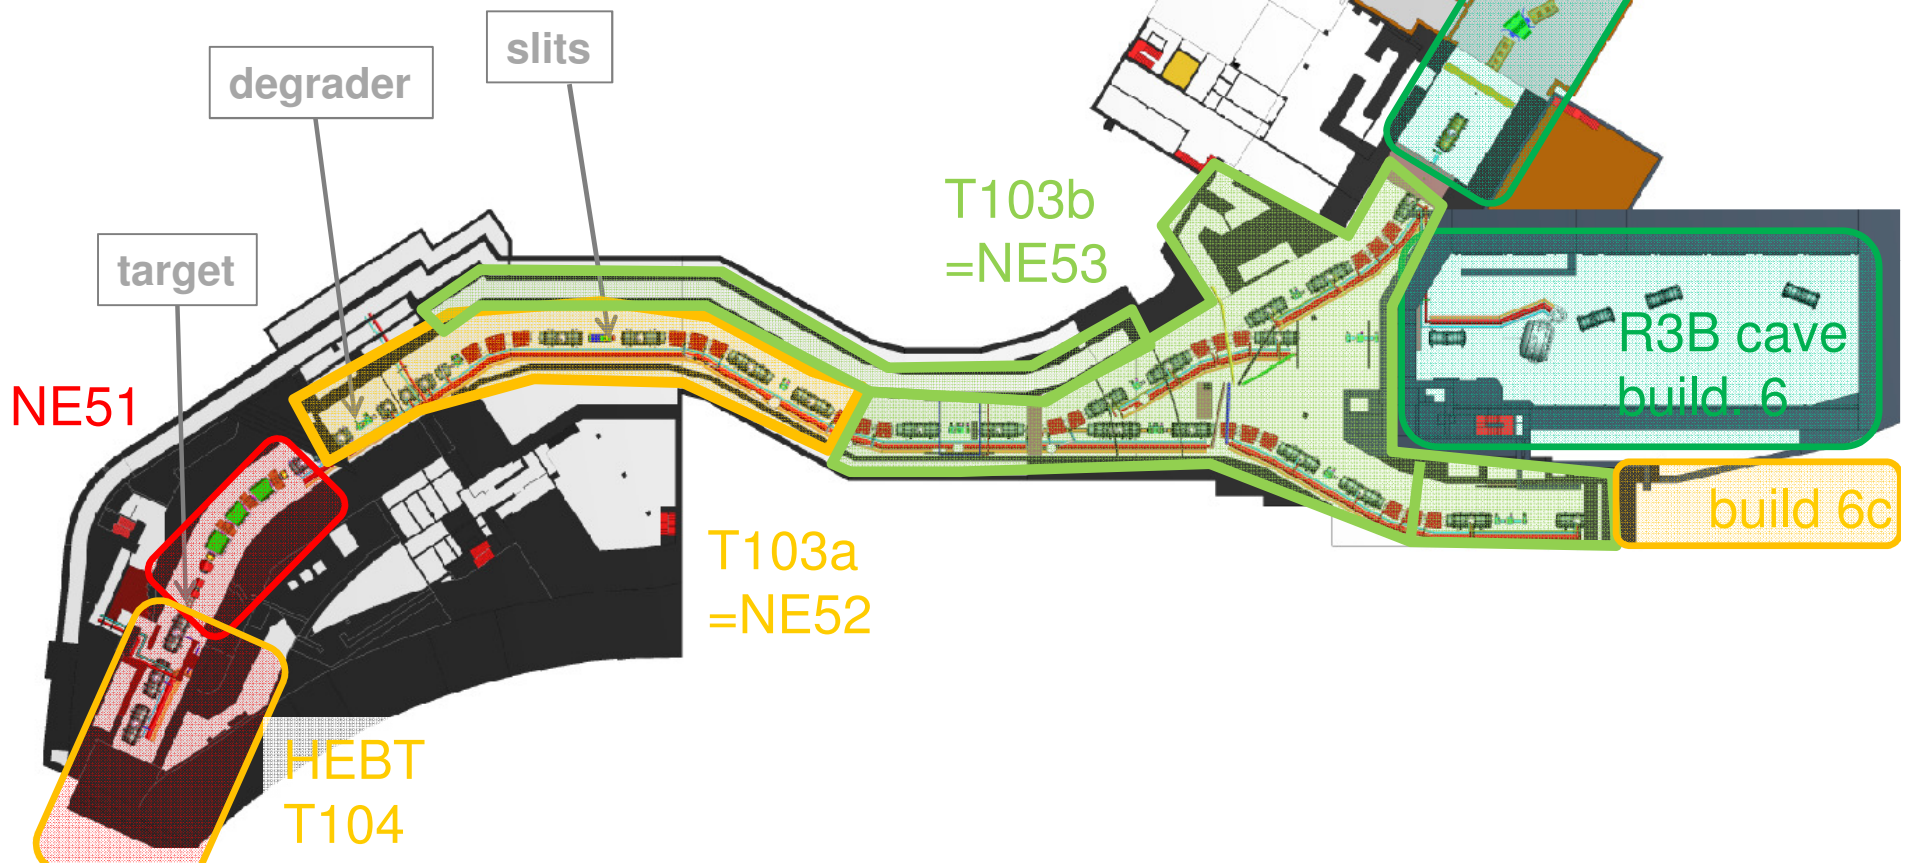 slits
degrader
T103b
=NE53
target
R3B cave
build. 6
NE51
build 6c
T103a
=NE52
HEBT
T104